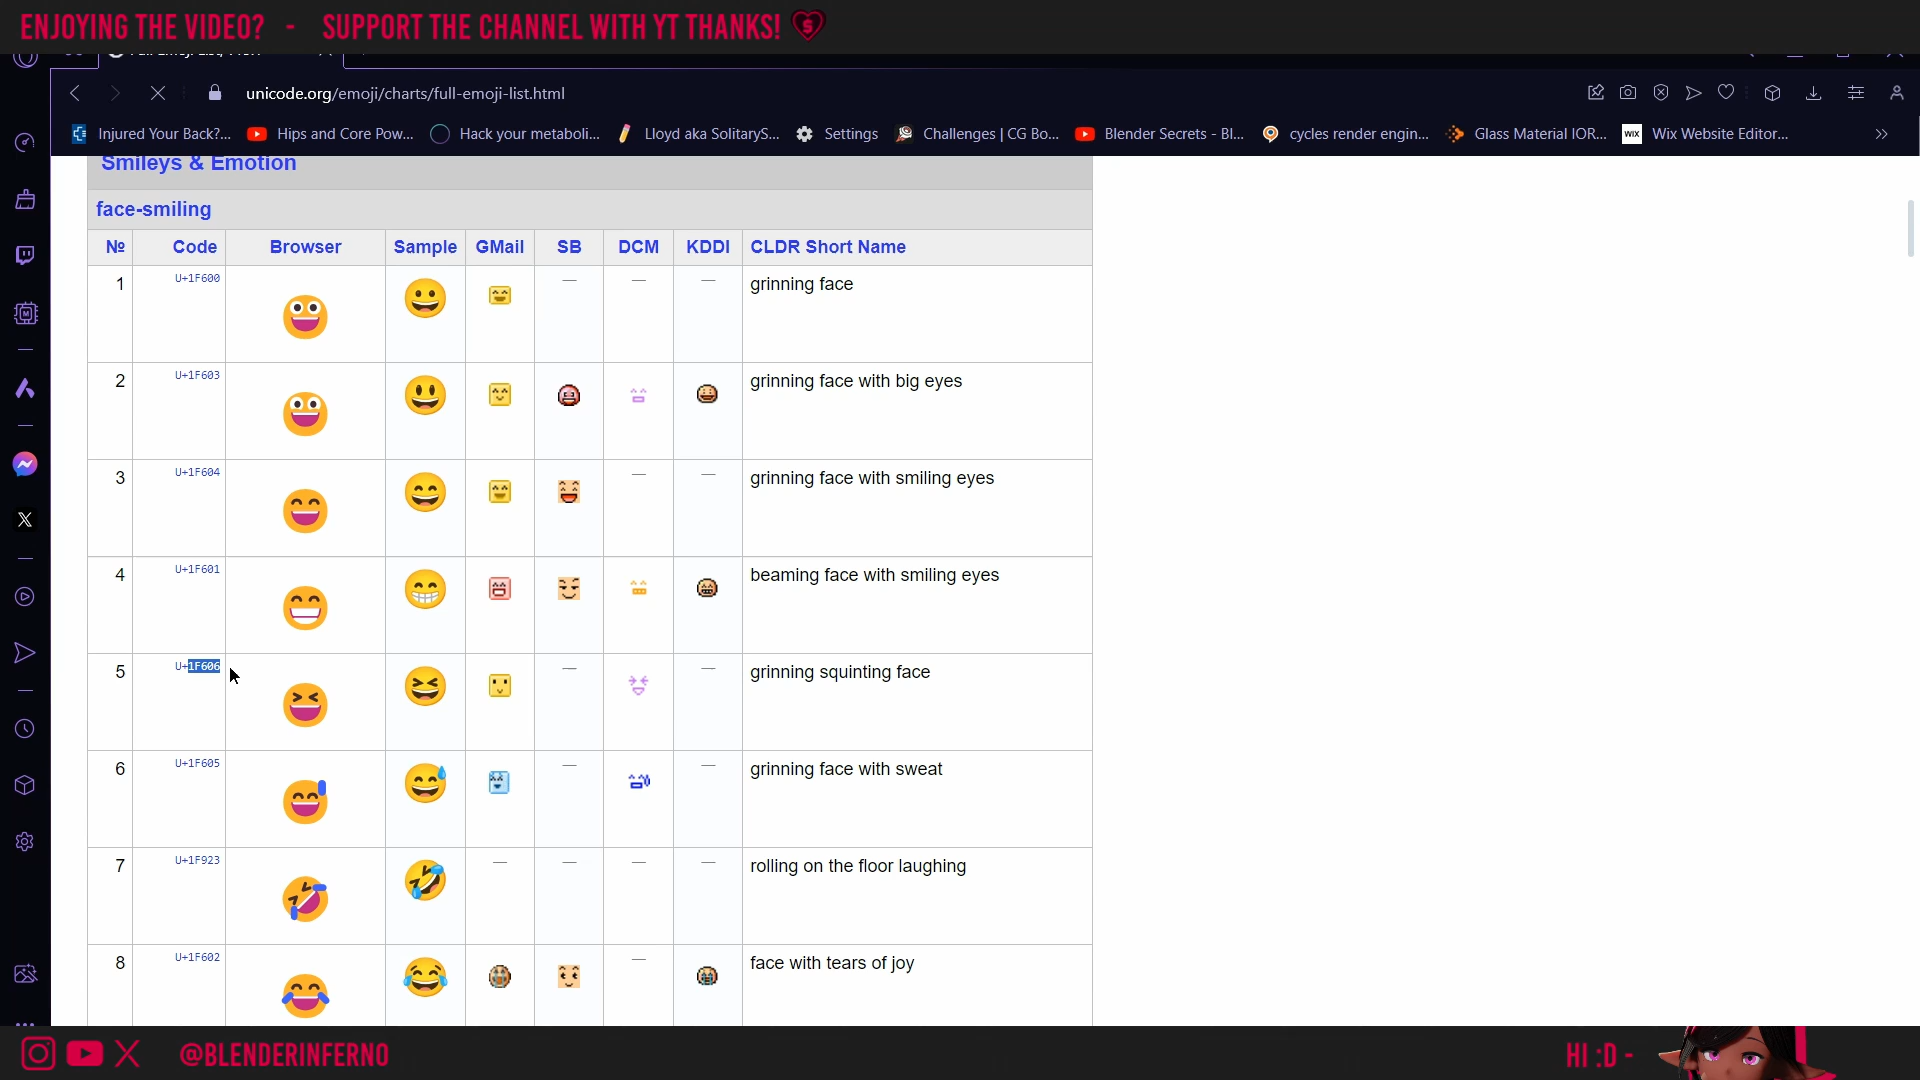 ENJOYING THE VIDEO? - SUPPORT THE CHANNEL WITH YT THANKS!
unicode.org/emoji/charts/full-emoji-list.html
Injured Your Back?... Hips and Core Pow... Hack your metaboli... Lloyd aka SolitaryS... Settings Challenges | CG Bo... Blender Secrets - Bl... cycles render engin... Glass Material IOR... WIX Wix Website Editor... »
Smileys & Emotion
face-smiling
№ Code Browser Sample GMail SB DCM KDDI CLDR Short Name
1 U+1F600 — — — grinning face
2 U+1F603 grinning face with big eyes
3 U+1F604 — — grinning face with smiling eyes
4 U+1F601 beaming face with smiling eyes
5 U+1F606 — — grinning squinting face
6 U+1F605 — — grinning face with sweat
7 U+1F923 — — — — rolling on the floor laughing
8 U+1F602 — face with tears of joy
@BLENDERINFERNO
HI :D -